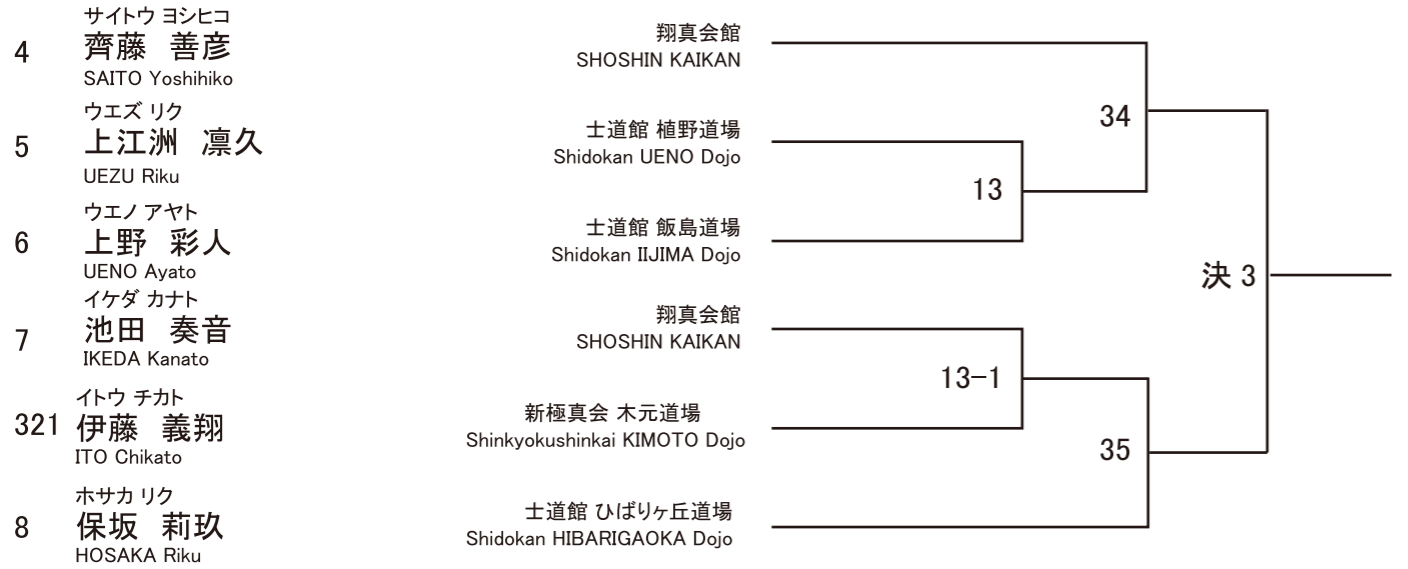 サイトウ ヨシヒコ
4 齊藤 善彦 翔真会館
SAITO Yoshihiko SHOSHIN KAIKAN
34
ウエズ リク
5 上江洲 凛久 士道館 植野道場
UEZU Riku Shidokan UENO Dojo
13
ウエノ アヤト
6 上野 彩人 士道館 飯島道場
UENO Ayato Shidokan IIJIMA Dojo
決 3
イケダ カナト
7 池田 奏音 翔真会館
IKEDA Kanato SHOSHIN KAIKAN
13-1
イトウ チカト
321 伊藤 義翔 新極真会 木元道場
ITO Chikato Shinkyokushinkai KIMOTO Dojo
35
ホサカ リク
8 保坂 莉玖 士道館 ひばりヶ丘道場
HOSAKA Riku Shidokan HIBARIGAOKA Dojo